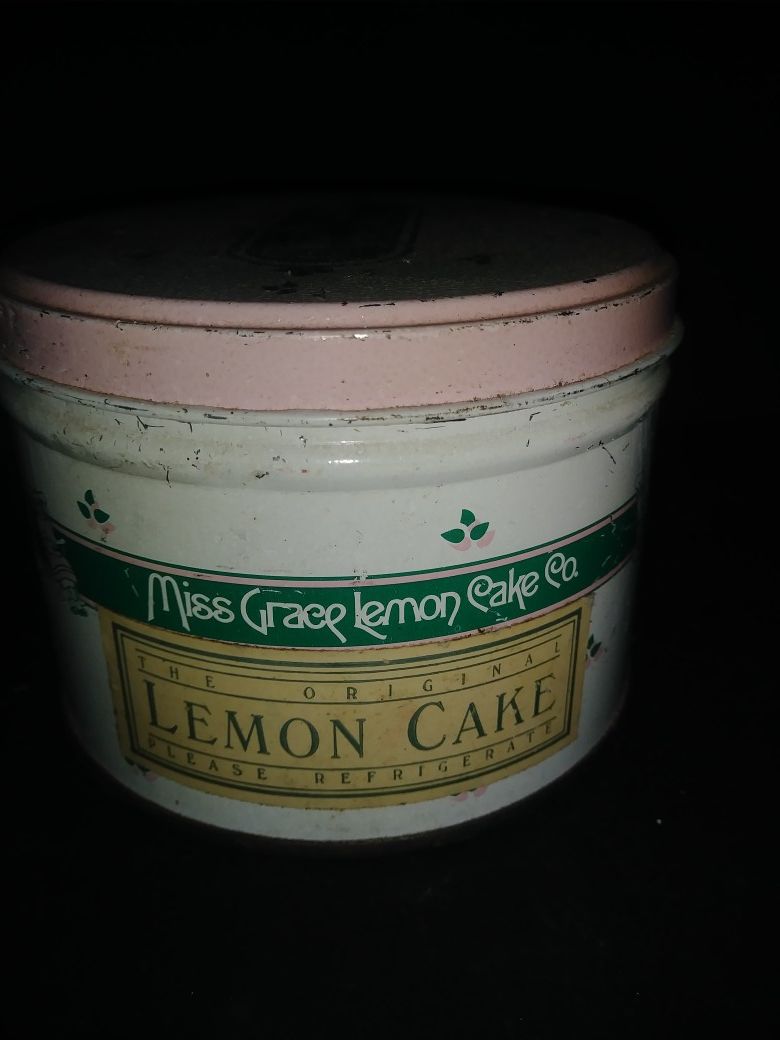 Miss Grace Lemon Cake Co.
THE ORIGINAL
LEMON CAKE
PLEASE REFRIGERATE